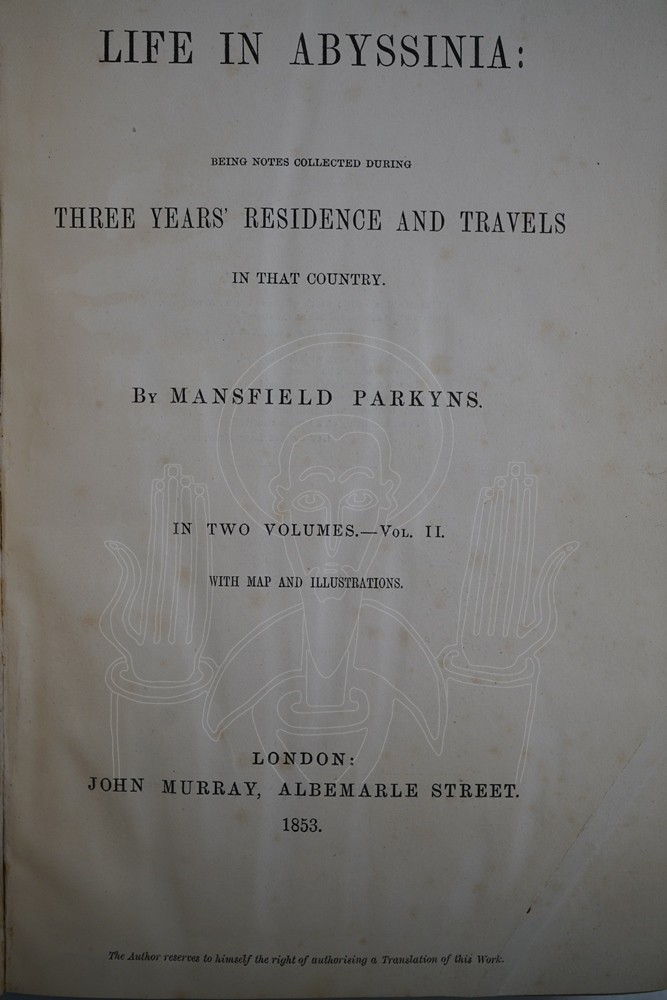 LIFE IN ABYSSINIA:
BEING NOTES COLLECTED DURING
THREE YEARS' RESIDENCE AND TRAVELS
IN THAT COUNTRY.
BY MANSFIELD PARKYNS.
IN TWO VOLUMES.—VOL. II.
WITH MAP AND ILLUSTRATIONS.
LONDON:
JOHN MURRAY, ALBEMARLE STREET.
1853.
The Author reserves to himself the right of authorising a Translation of this Work.